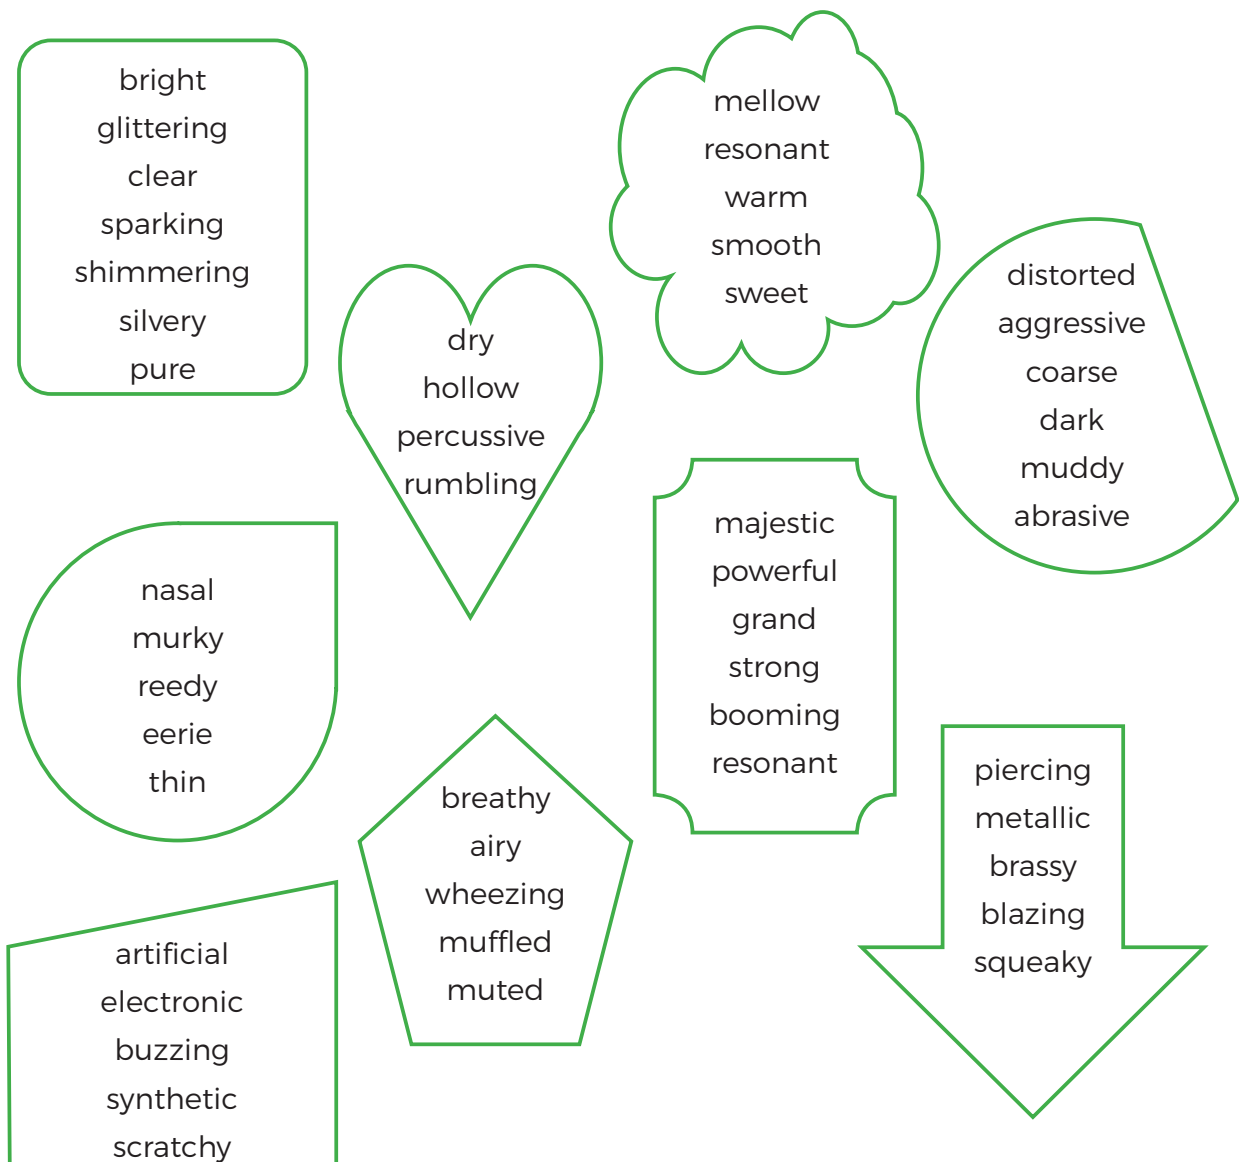 bright
glittering
clear
sparking
shimmering
silvery
pure
mellow
resonant
warm
smooth
sweet
dry
hollow
percussive
rumbling
distorted
aggressive
coarse
dark
muddy
abrasive
nasal
murky
reedy
eerie
thin
majestic
powerful
grand
strong
booming
resonant
breathy
airy
wheezing
muffled
muted
piercing
metallic
brassy
blazing
squeaky
artificial
electronic
buzzing
synthetic
scratchy